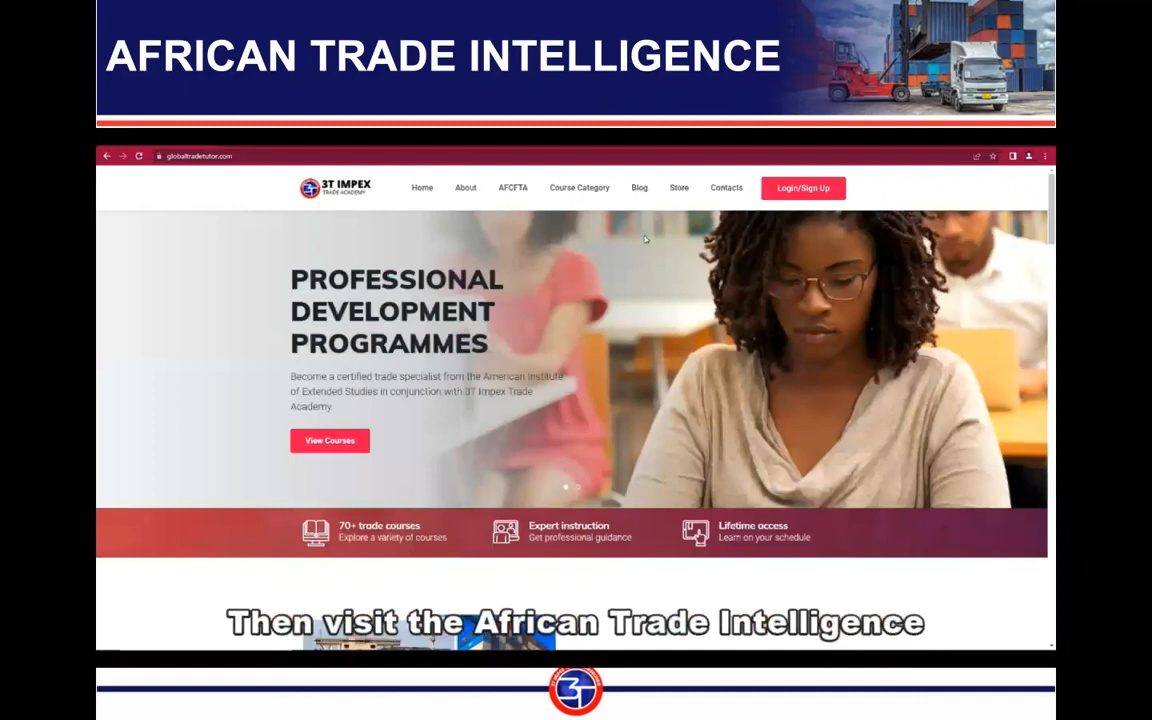 AFRICAN TRADE INTELLIGENCE
globaltradetutor.com
3T IMPEX
TRADE ACADEMY
Home
About
AFCFTA
Course Category
Blog
Store
Contacts
Login/Sign Up
PROFESSIONAL
DEVELOPMENT
PROGRAMMES
Become a certified trade specialist from the American Institute
of Extended Studies in conjunction with 3T Impex Trade
Academy.
View Courses
70+ trade courses
Explore a variety of courses
Expert instruction
Get professional guidance
Lifetime access
Learn on your schedule
Then visit the African Trade Intelligence
3T